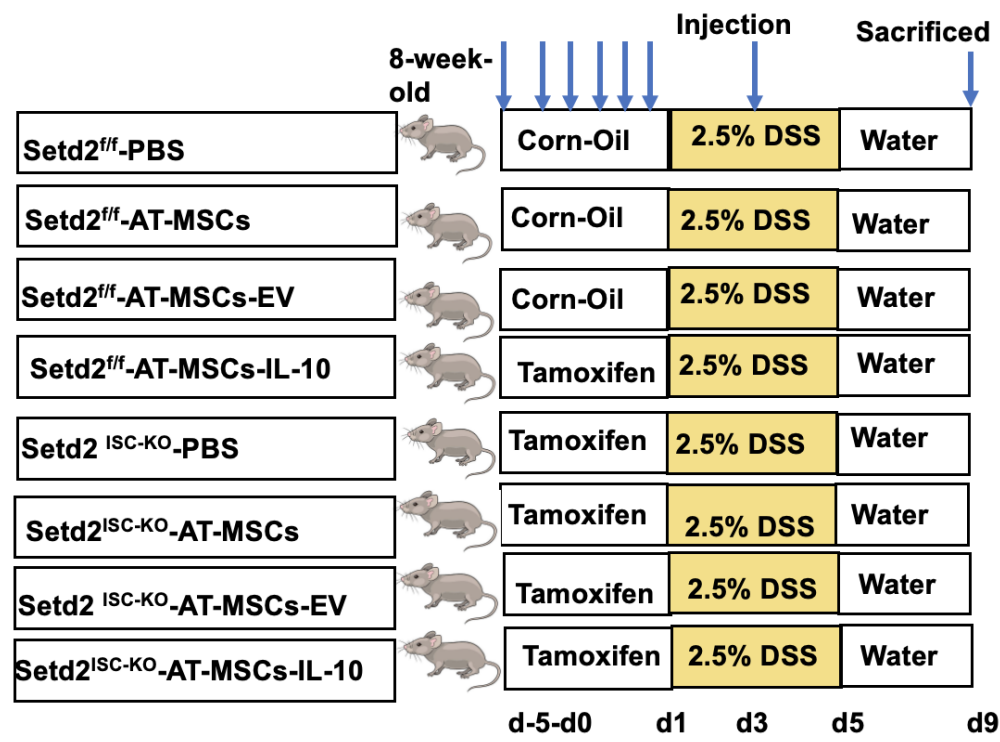 Injection
Sacrificed
8-week-
old
Setd2f/f-PBS
Corn-Oil
2.5% DSS
Water
Setd2f/f-AT-MSCs
Corn-Oil
2.5% DSS
Water
Setd2f/f-AT-MSCs-EV
Corn-Oil
2.5% DSS
Water
Setd2f/f-AT-MSCs-IL-10
Tamoxifen
2.5% DSS
Water
Setd2 ISC-KO-PBS
Tamoxifen
2.5% DSS
Water
Setd2ISC-KO-AT-MSCs
Tamoxifen
2.5% DSS
Water
Setd2 ISC-KO-AT-MSCs-EV
Tamoxifen
2.5% DSS
Water
Setd2ISC-KO-AT-MSCs-IL-10
Tamoxifen
2.5% DSS
Water
d-5-d0
d1
d3
d5
d9